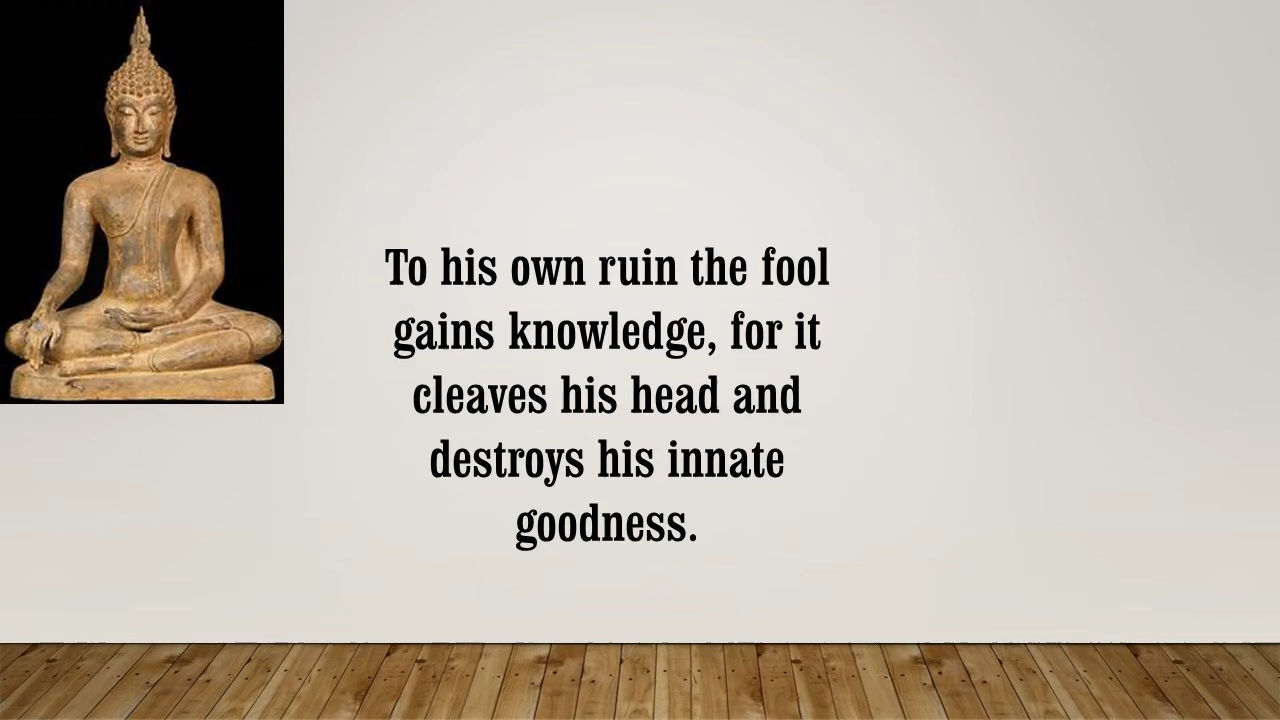 To his own ruin the fool
gains knowledge, for it
cleaves his head and
destroys his innate
goodness.